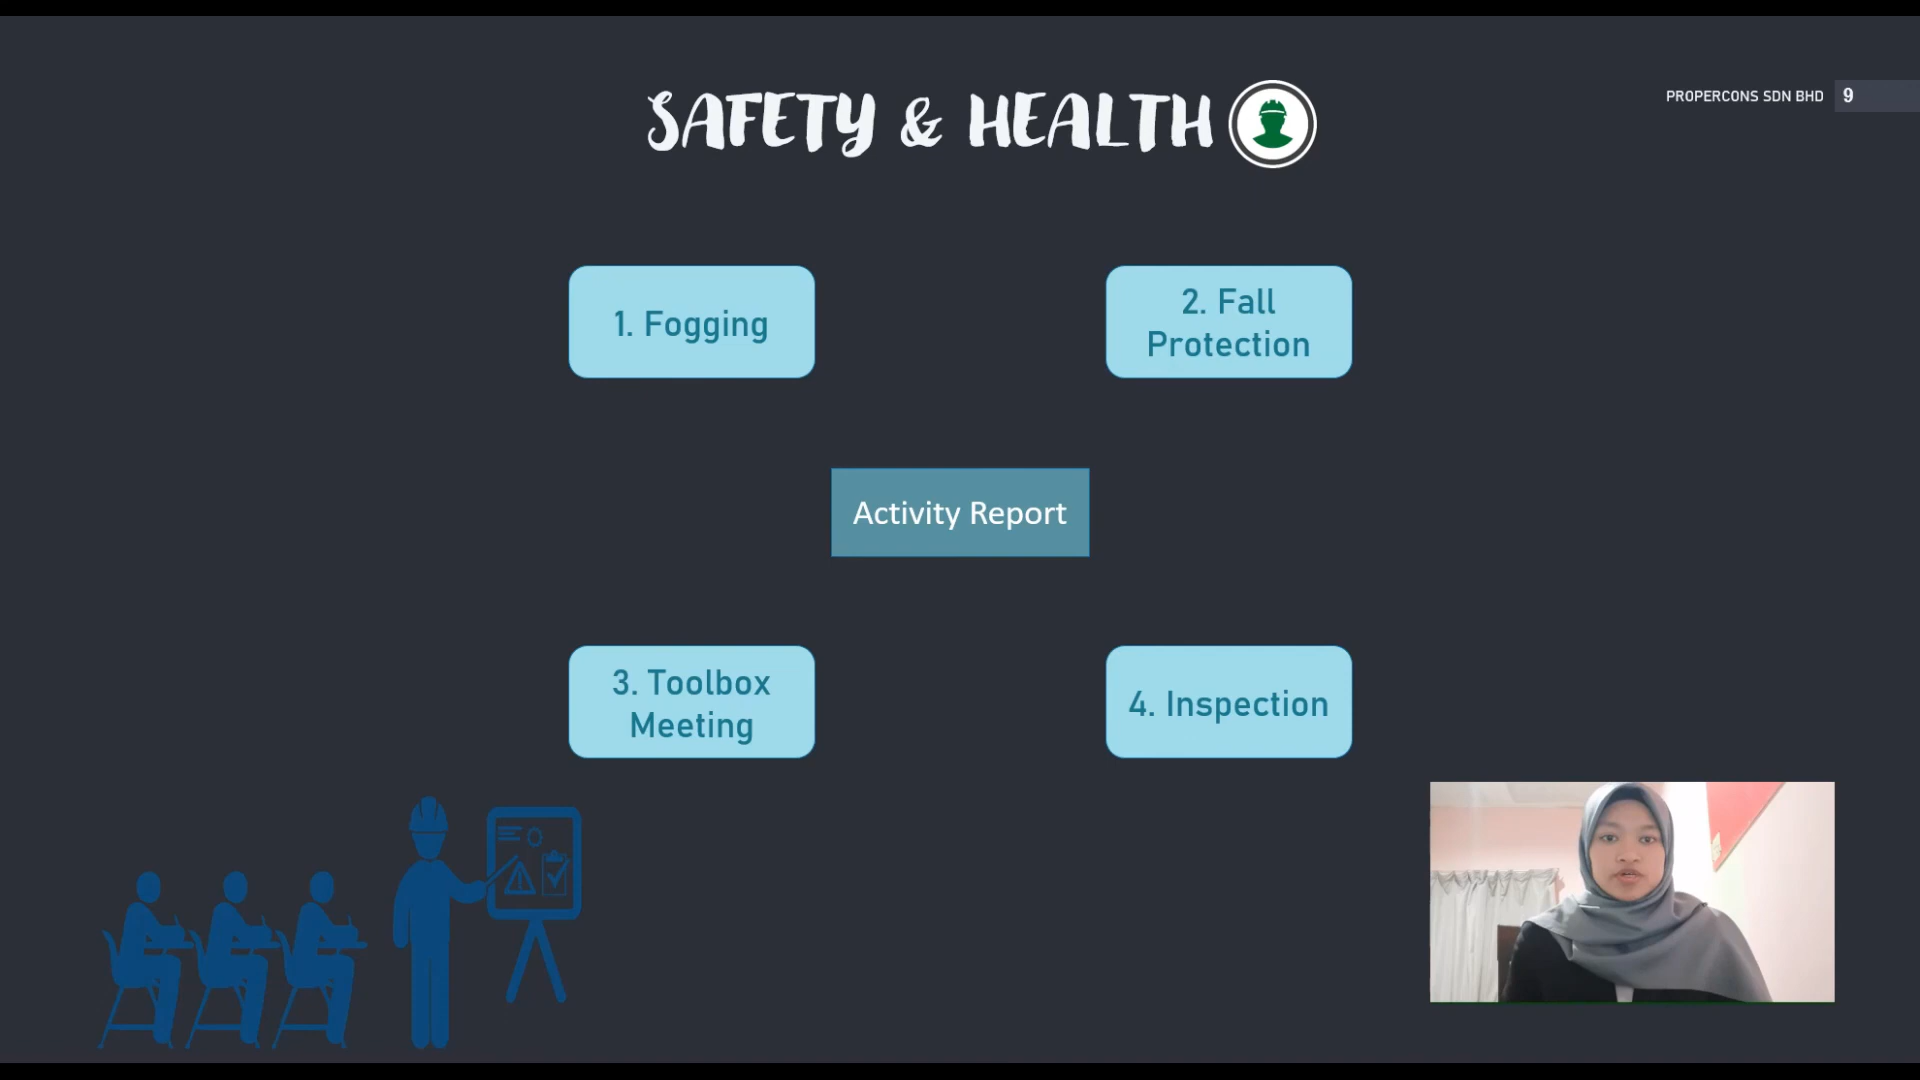 SAFETY & HEALTH
PROPERCONS SDN BHD 9
1. Fogging
2. Fall
Protection
Activity Report
3. Toolbox
Meeting
4. Inspection